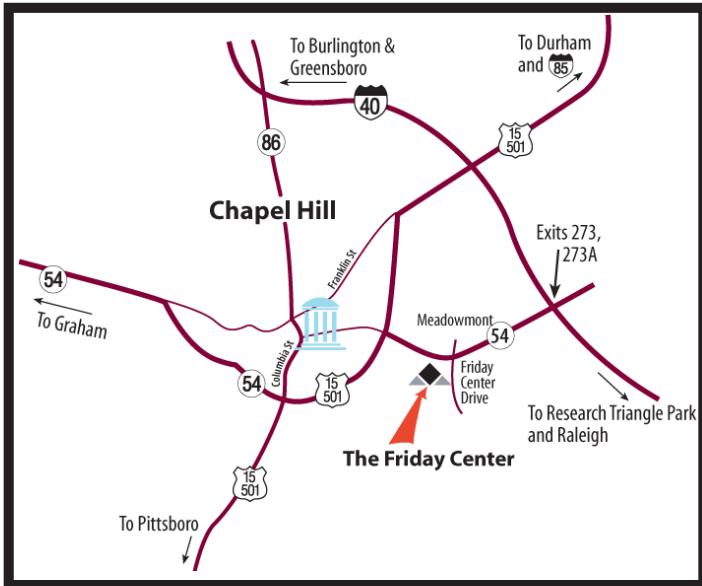 To Burlington &
Greensboro
To Durham
and 85
40
15
501
86
Chapel Hill
Exits 273,
273A
Franklin St
54
To Graham
Meadowmont
54
Columbia St
Friday
Center
Drive
54
15
501
To Research Triangle Park
and Raleigh
The Friday Center
15
501
To Pittsboro